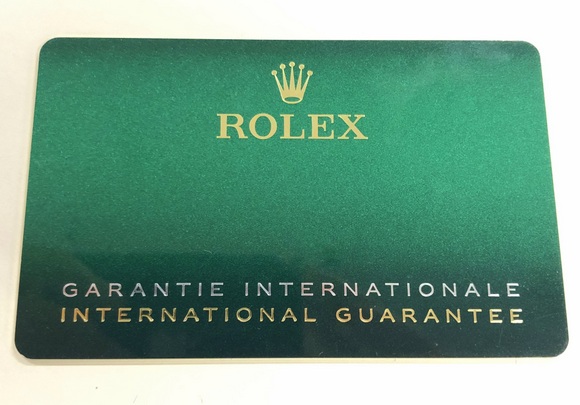 ROLEX
GARANTIE INTERNATIONALE
INTERNATIONAL GUARANTEE